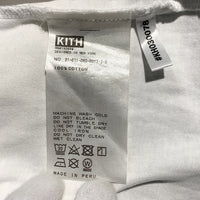 KITH
DESIGNED IN NEW YORK
100% COTTON
MACHINE WASH COLD
DO NOT BLEACH
DO NOT TUMBLE DRY
LINE DRY IN THE SHADE
COOL IRON
DO NOT DRY CLEAN
WET CLEAN
MADE IN PERU
#KH030078